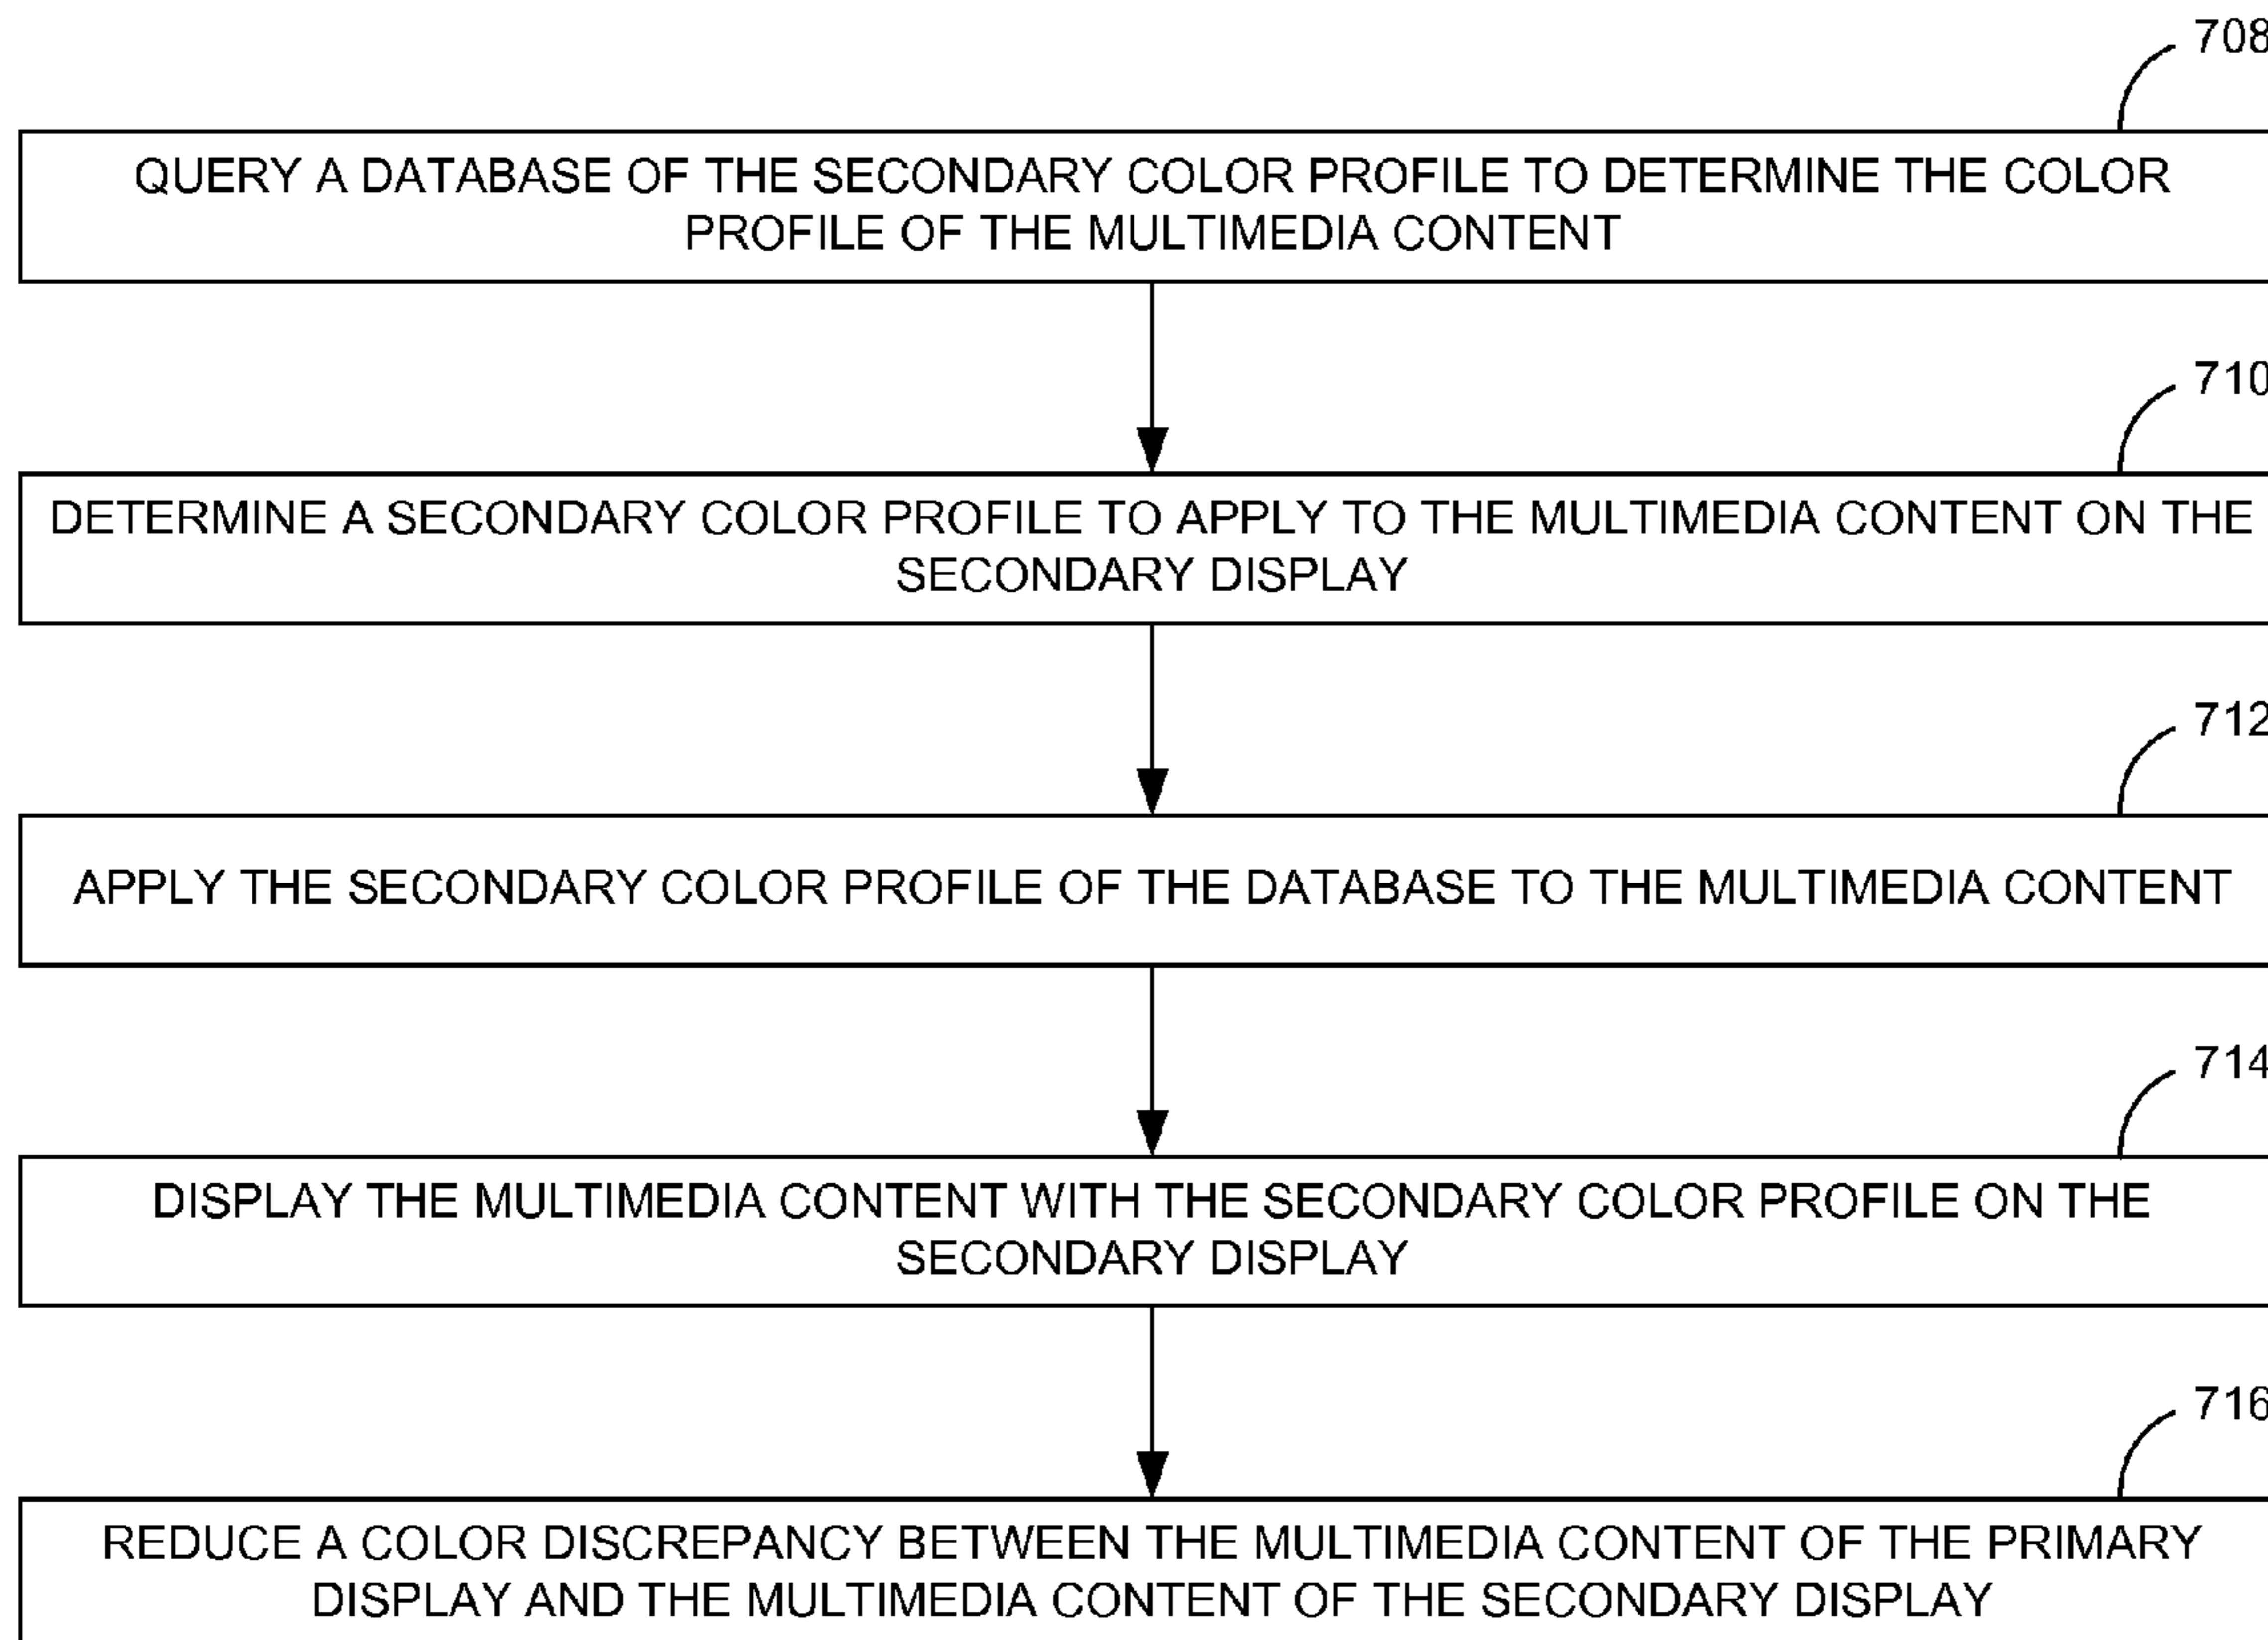 708
QUERY A DATABASE OF THE SECONDARY COLOR PROFILE TO DETERMINE THE COLOR
PROFILE OF THE MULTIMEDIA CONTENT
710
DETERMINE A SECONDARY COLOR PROFILE TO APPLY TO THE MULTIMEDIA CONTENT ON THE
SECONDARY DISPLAY
712
APPLY THE SECONDARY COLOR PROFILE OF THE DATABASE TO THE MULTIMEDIA CONTENT
714
DISPLAY THE MULTIMEDIA CONTENT WITH THE SECONDARY COLOR PROFILE ON THE
SECONDARY DISPLAY
716
REDUCE A COLOR DISCREPANCY BETWEEN THE MULTIMEDIA CONTENT OF THE PRIMARY
DISPLAY AND THE MULTIMEDIA CONTENT OF THE SECONDARY DISPLAY